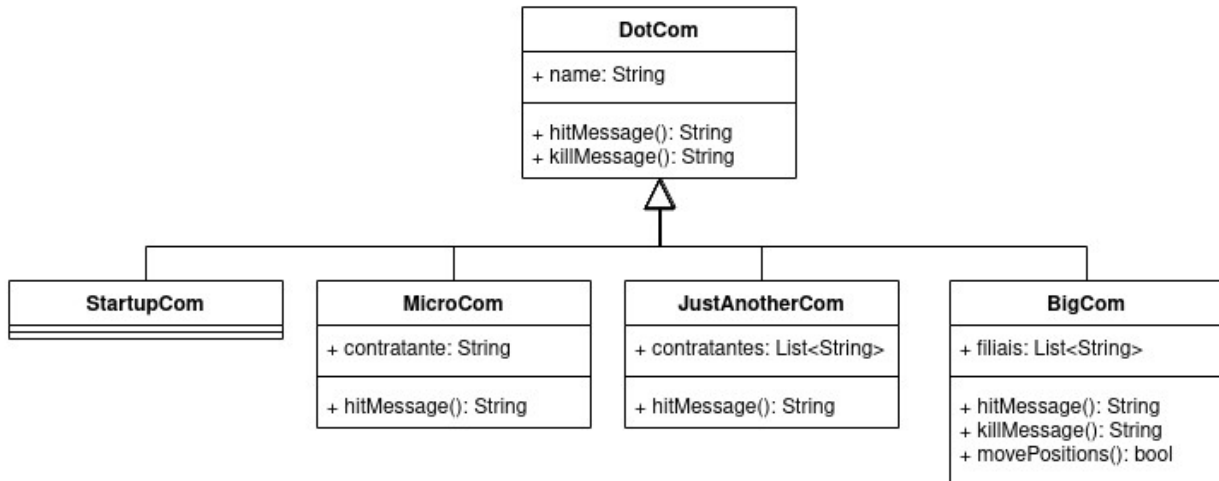 DotCom
+ name: String
+ hitMessage(): String
+ killMessage(): String
StartupCom
MicroCom
+ contratante: String
+ hitMessage(): String
JustAnotherCom
+ contratantes: List<String>
+ hitMessage(): String
BigCom
+ filiais: List<String>
+ hitMessage(): String
+ killMessage(): String
+ movePositions(): bool